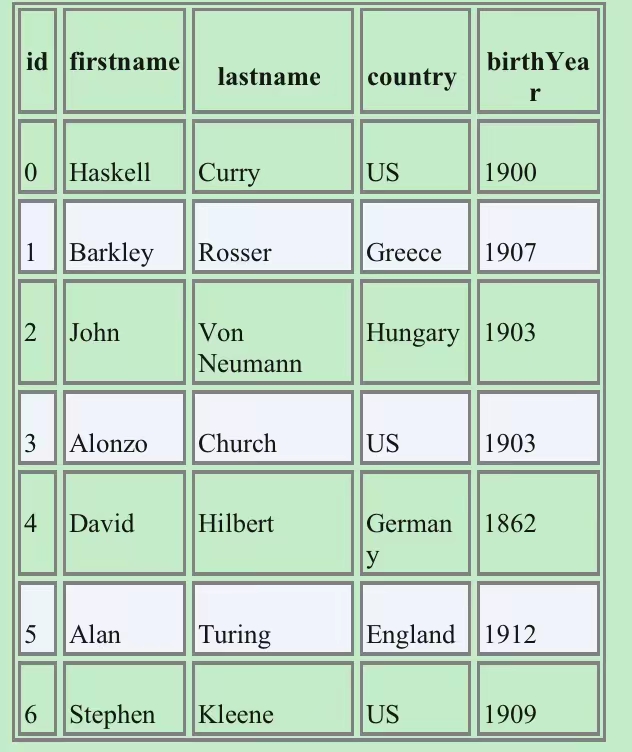 id firstname lastname country birthYea
r
0 Haskell Curry US 1900
1 Barkley Rosser Greece 1907
2 John Von Hungary 1903
Neumann
3 Alonzo Church US 1903
4 David Hilbert German 1862
y
5 Alan Turing England 1912
6 Stephen Kleene US 1909